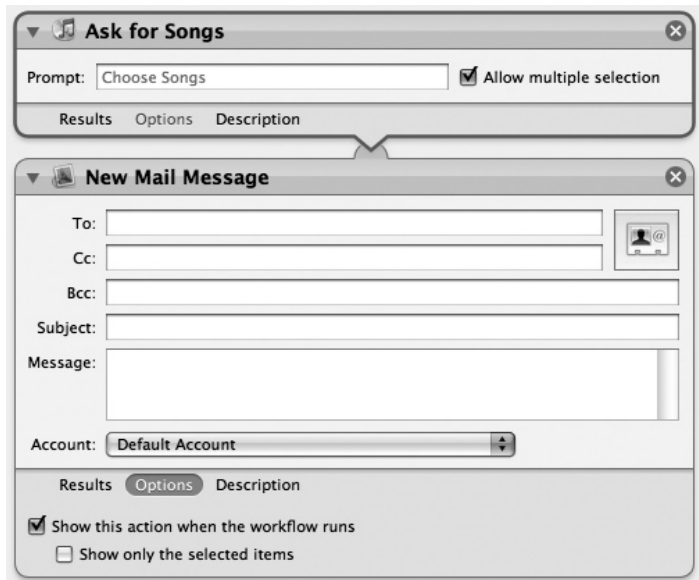 Ask for Songs
Prompt: Choose Songs Allow multiple selection
Results Options Description
New Mail Message
To:
@
Cc:
Bcc:
Subject:
Message:
Account: Default Account
Results Options Description
Show this action when the workflow runs
Show only the selected items